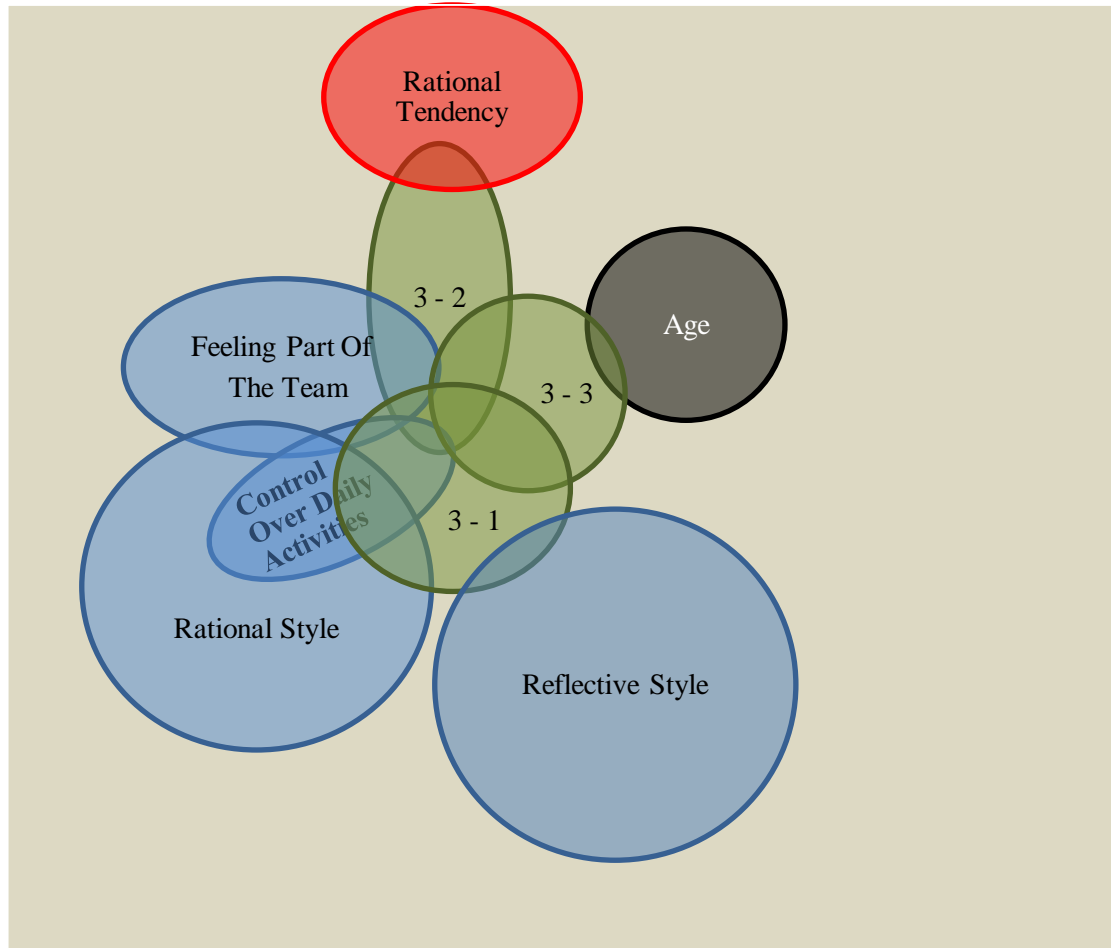 Rational
Tendency
3 - 2
Age
Feeling Part Of
The Team
3 - 3
Control
Over Daily
Activities
3 - 1
Rational Style
Reflective Style